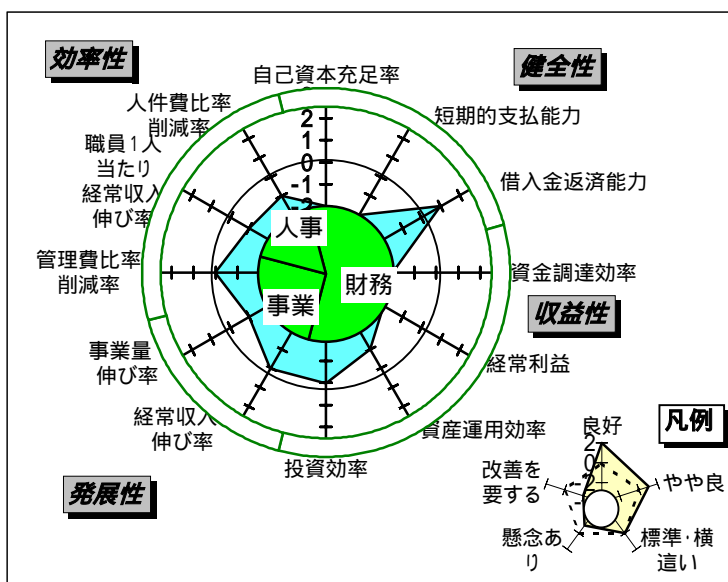 効率性
健全性
自己資本充足率
人件費比率
削減率
短期的支払能力
職員1人
当たり
経常収入
伸び率
借入金返済能力
2
1
0
-1
-2
人事
管理費比率
削減率
財務
資金調達効率
事業
収益性
事業量
伸び率
経常利益
経常収入
伸び率
資産運用効率
投資効率
発展性
凡例
良好
2
0
-2
改善を
要する
やや良
懸念あ
り
標準・横
這い